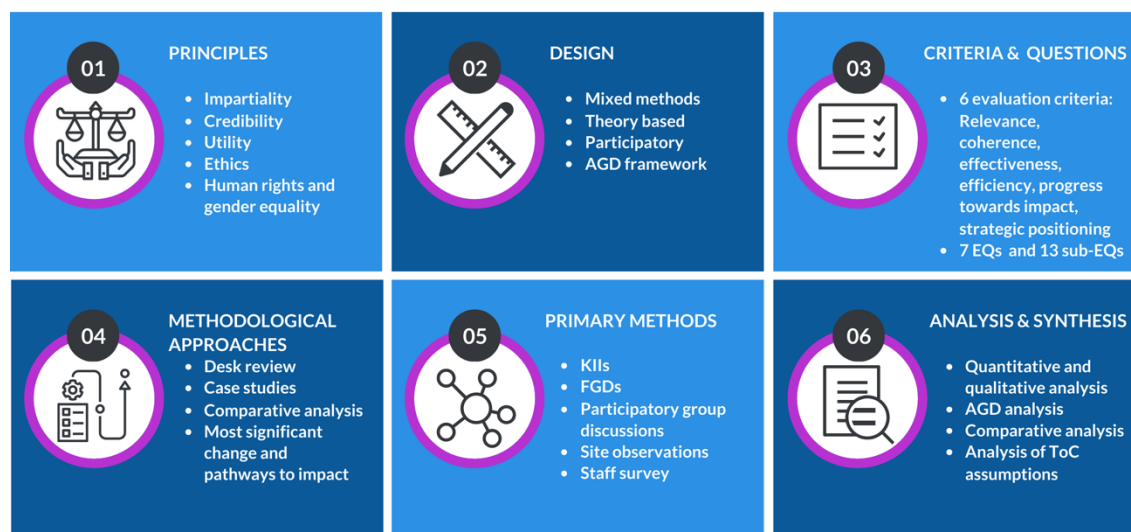 01
PRINCIPLES
• Impartiality
• Credibility
• Utility
• Ethics
• Human rights and
gender equality
02
DESIGN
• Mixed methods
• Theory based
• Participatory
• AGD framework
03
CRITERIA & QUESTIONS
• 6 evaluation criteria:
Relevance,
coherence,
effectiveness,
efficiency, progress
towards impact,
strategic positioning
• 7 EQs and 13 sub-EQs
04
METHODOLOGICAL
APPROACHES
• Desk review
• Case studies
• Comparative analysis
• Most significant
change and
pathways to impact
05
PRIMARY METHODS
• KIIs
• FGDs
• Participatory group
discussions
• Site observations
• Staff survey
06
ANALYSIS & SYNTHESIS
• Quantitative and
qualitative analysis
• AGD analysis
• Comparative analysis
• Analysis of ToC
assumptions